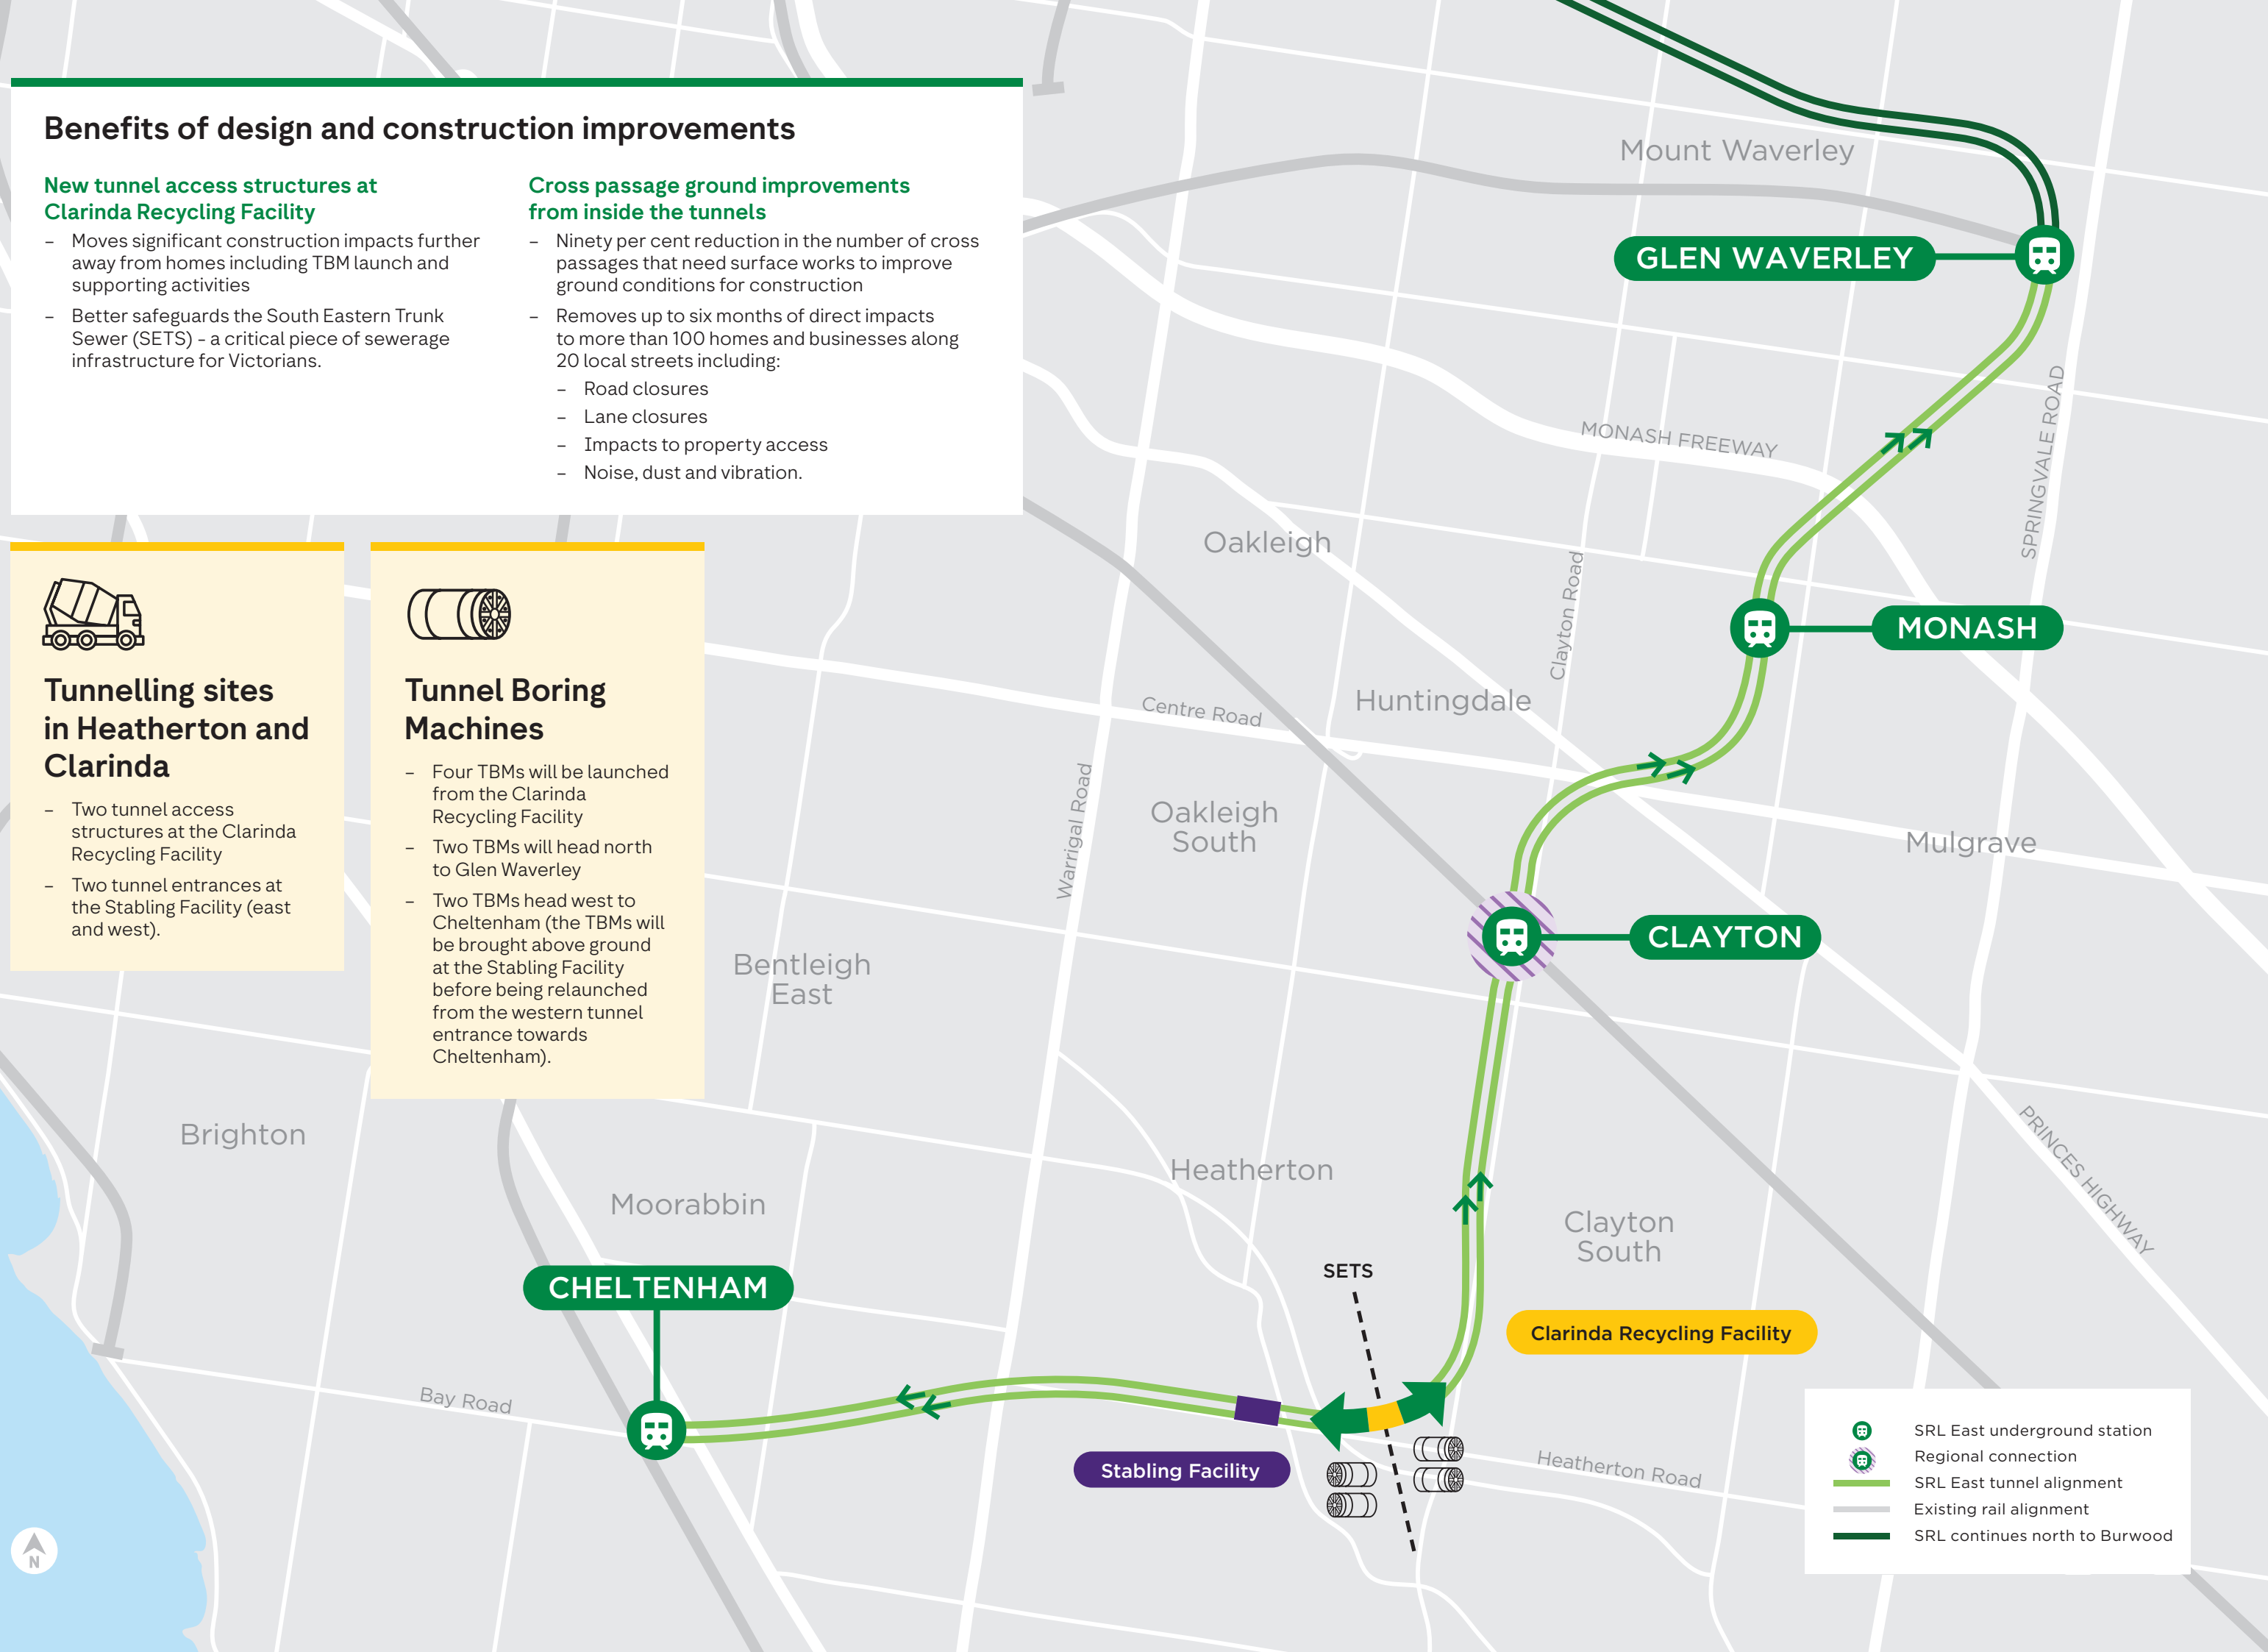 Benefits of design and construction improvements
New tunnel access structures at
Clarinda Recycling Facility
– Moves significant construction impacts further
away from homes including TBM launch and
supporting activities
– Better safeguards the South Eastern Trunk
Sewer (SETS) - a critical piece of sewerage
infrastructure for Victorians.
Cross passage ground improvements
from inside the tunnels
– Ninety per cent reduction in the number of cross
passages that need surface works to improve
ground conditions for construction
– Removes up to six months of direct impacts
to more than 100 homes and businesses along
20 local streets including:
– Road closures
– Lane closures
– Impacts to property access
– Noise, dust and vibration.
Tunnelling sites
in Heatherton and
Clarinda
– Two tunnel access
structures at the Clarinda
Recycling Facility
– Two tunnel entrances at
the Stabling Facility (east
and west).
Tunnel Boring
Machines
– Four TBMs will be launched
from the Clarinda
Recycling Facility
– Two TBMs will head north
to Glen Waverley
– Two TBMs head west to
Cheltenham (the TBMs will
be brought above ground
at the Stabling Facility
before being relaunched
from the western tunnel
entrance towards
Cheltenham).
Mount Waverley
GLEN WAVERLEY
MONASH FREEWAY
SPRINGVALE ROAD
Oakleigh
Clayton Road
MONASH
Huntingdale
Centre Road
Warrigal Road
Oakleigh
South
Mulgrave
CLAYTON
Bentleigh
East
Brighton
Moorabbin
Heatherton
PRINCES HIGHWAY
Clayton
South
SETS
CHELTENHAM
Clarinda Recycling Facility
Bay Road
Stabling Facility
Heatherton Road
SRL East underground station
Regional connection
SRL East tunnel alignment
Existing rail alignment
SRL continues north to Burwood
N